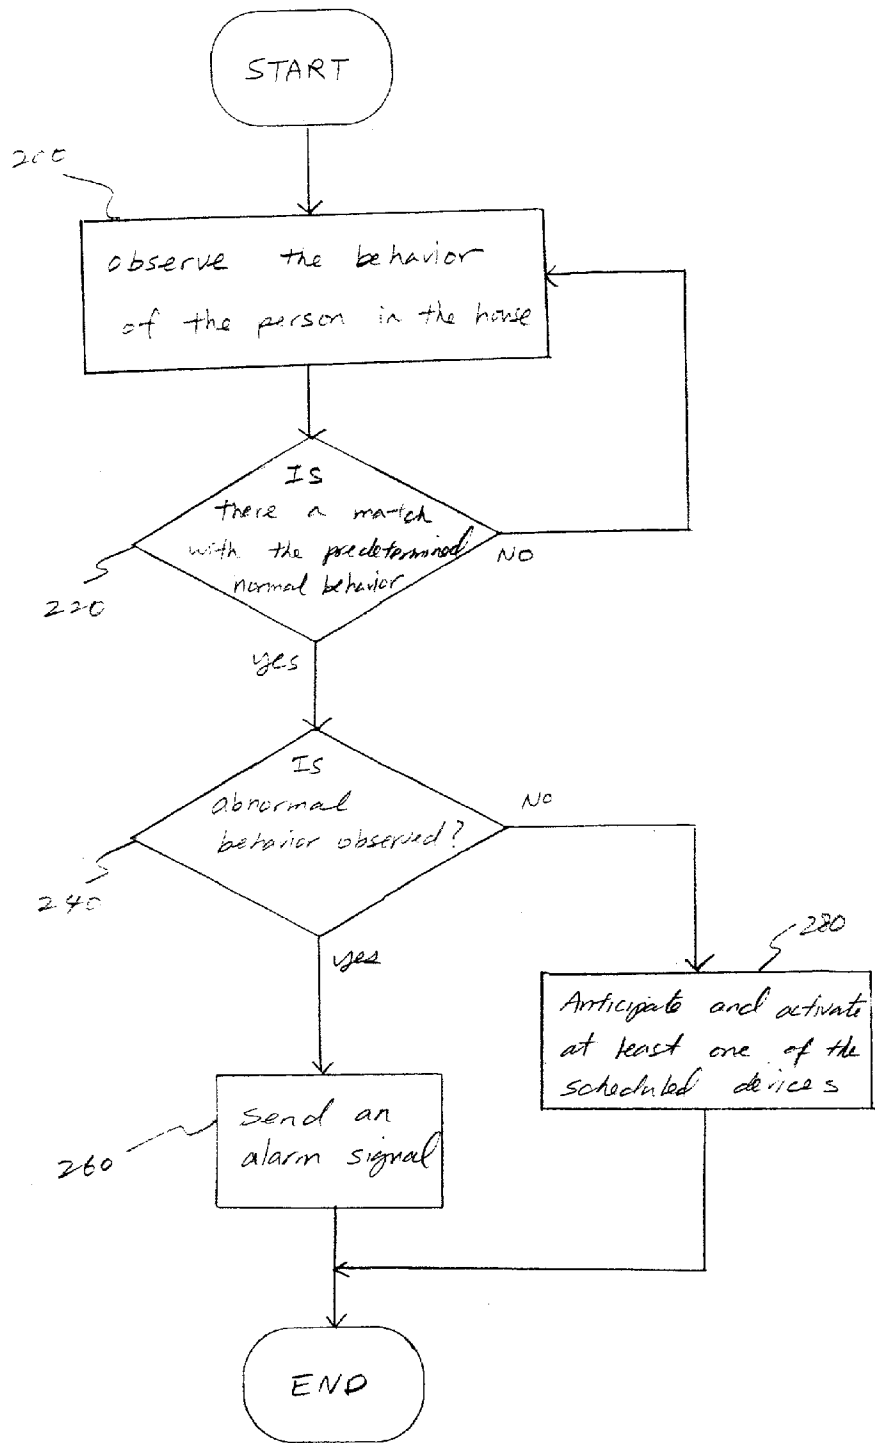 START
200
observe the behavior
of the person in the house
Is
there a match
with the predetermined
normal behavior
NO
220
yes
Is
abnormal
behavior observed?
NO
240
yes
280
Anticipate and activate
at least one of the
scheduled devices
Send an
alarm signal
260
END